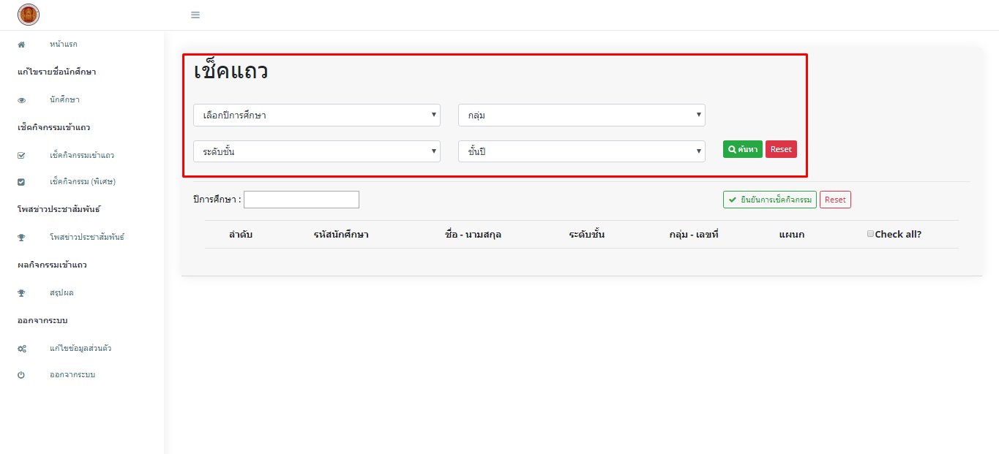 หน้าแรก
แก้ไขรายชื่อนักศึกษา
นักศึกษา
เช็คกิจกรรมเข้าแถว
เช็คกิจกรรมเข้าแถว
เช็คกิจกรรม (พิเศษ)
โพสข่าวประชาสัมพันธ์
โพสข่าวประชาสัมพันธ์
ผลกิจกรรมเข้าแถว
สรุปผล
ออกจากระบบ
แก้ไขข้อมูลส่วนตัว
ออกจากระบบ
เช็คแถว
เลือกปีการศึกษา กลุ่ม
ระดับชั้น ชั้นปี ค้นหา Reset
ปีการศึกษา : ยืนยันการเช็คกิจกรรม Reset
ลำดับ รหัสนักศึกษา ชื่อ - นามสกุล ระดับชั้น กลุ่ม - เลขที่ แผนก Check all?